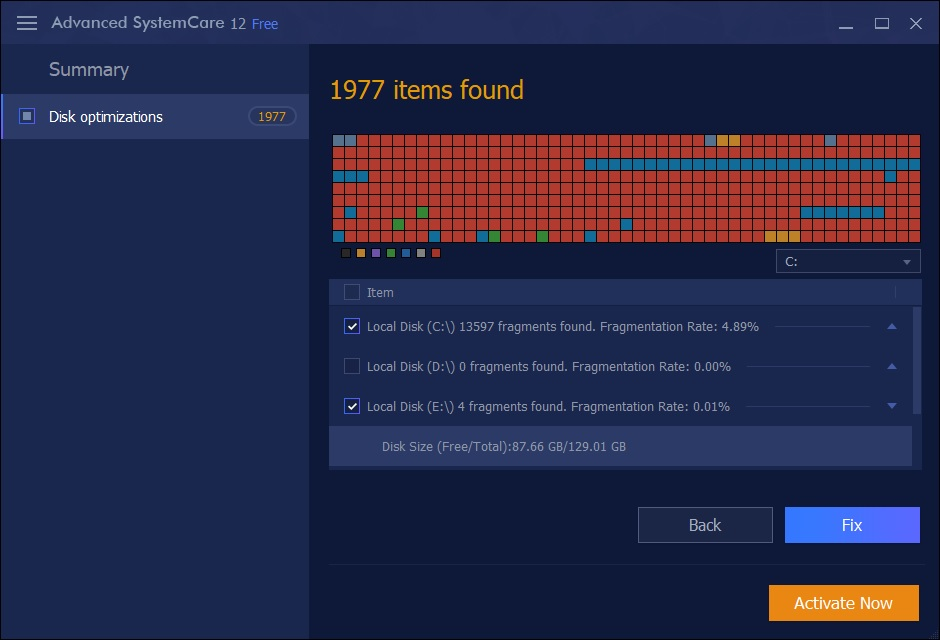 Advanced SystemCare 12 Free
Summary
Disk optimizations 1977
1977 items found
C:
Item
Local Disk (C:\) 13597 fragments found. Fragmentation Rate: 4.89%
Local Disk (D:\) 0 fragments found. Fragmentation Rate: 0.00%
Local Disk (E:\) 4 fragments found. Fragmentation Rate: 0.01%
Disk Size (Free/Total):87.66 GB/129.01 GB
Back Fix
Activate Now